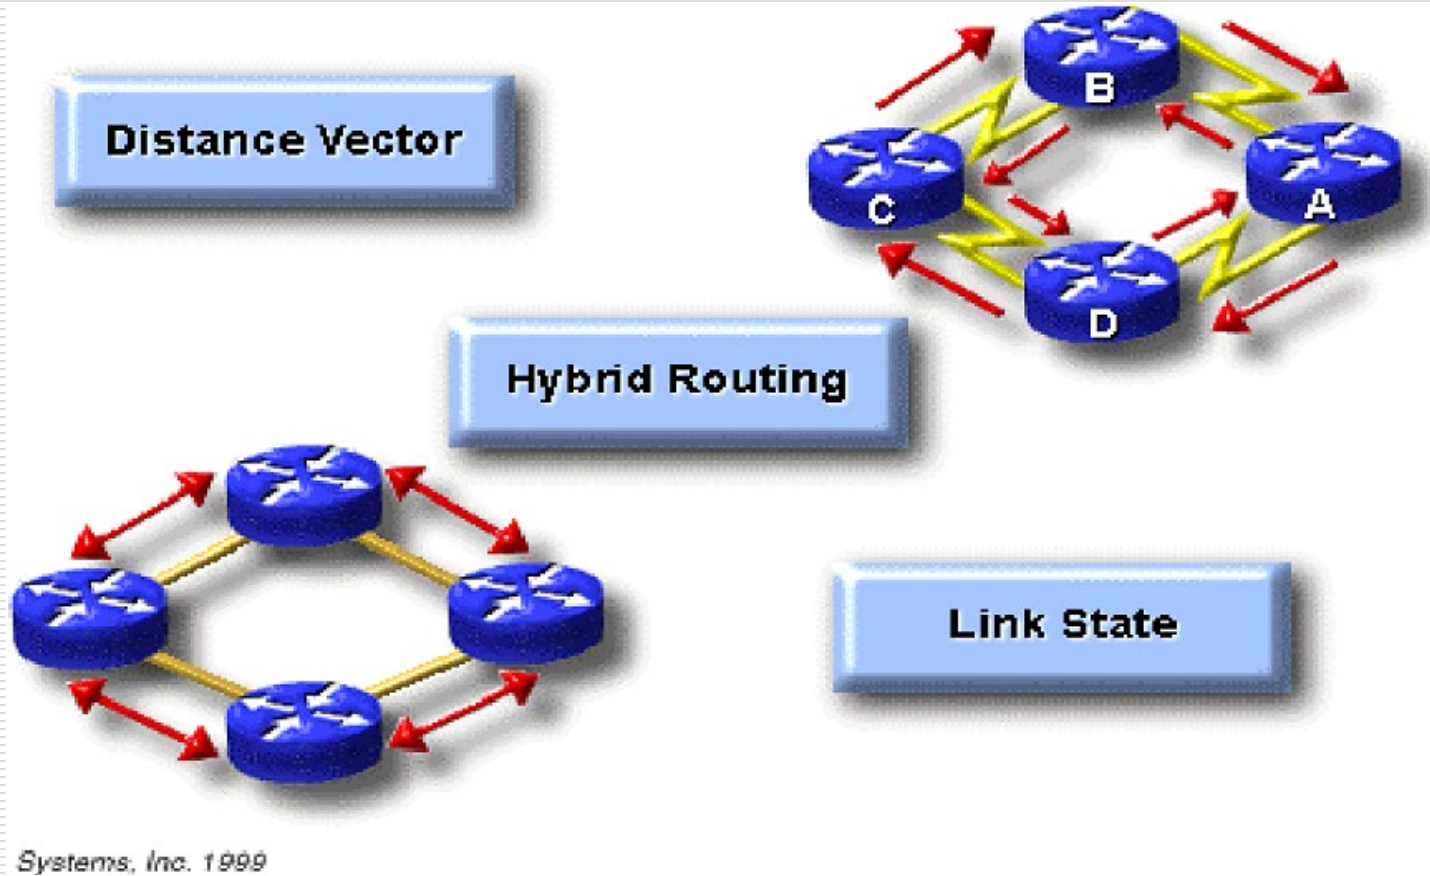 Distance Vector
B
C
A
D
Hybrid Routing
Link State
Systems, Inc. 1999